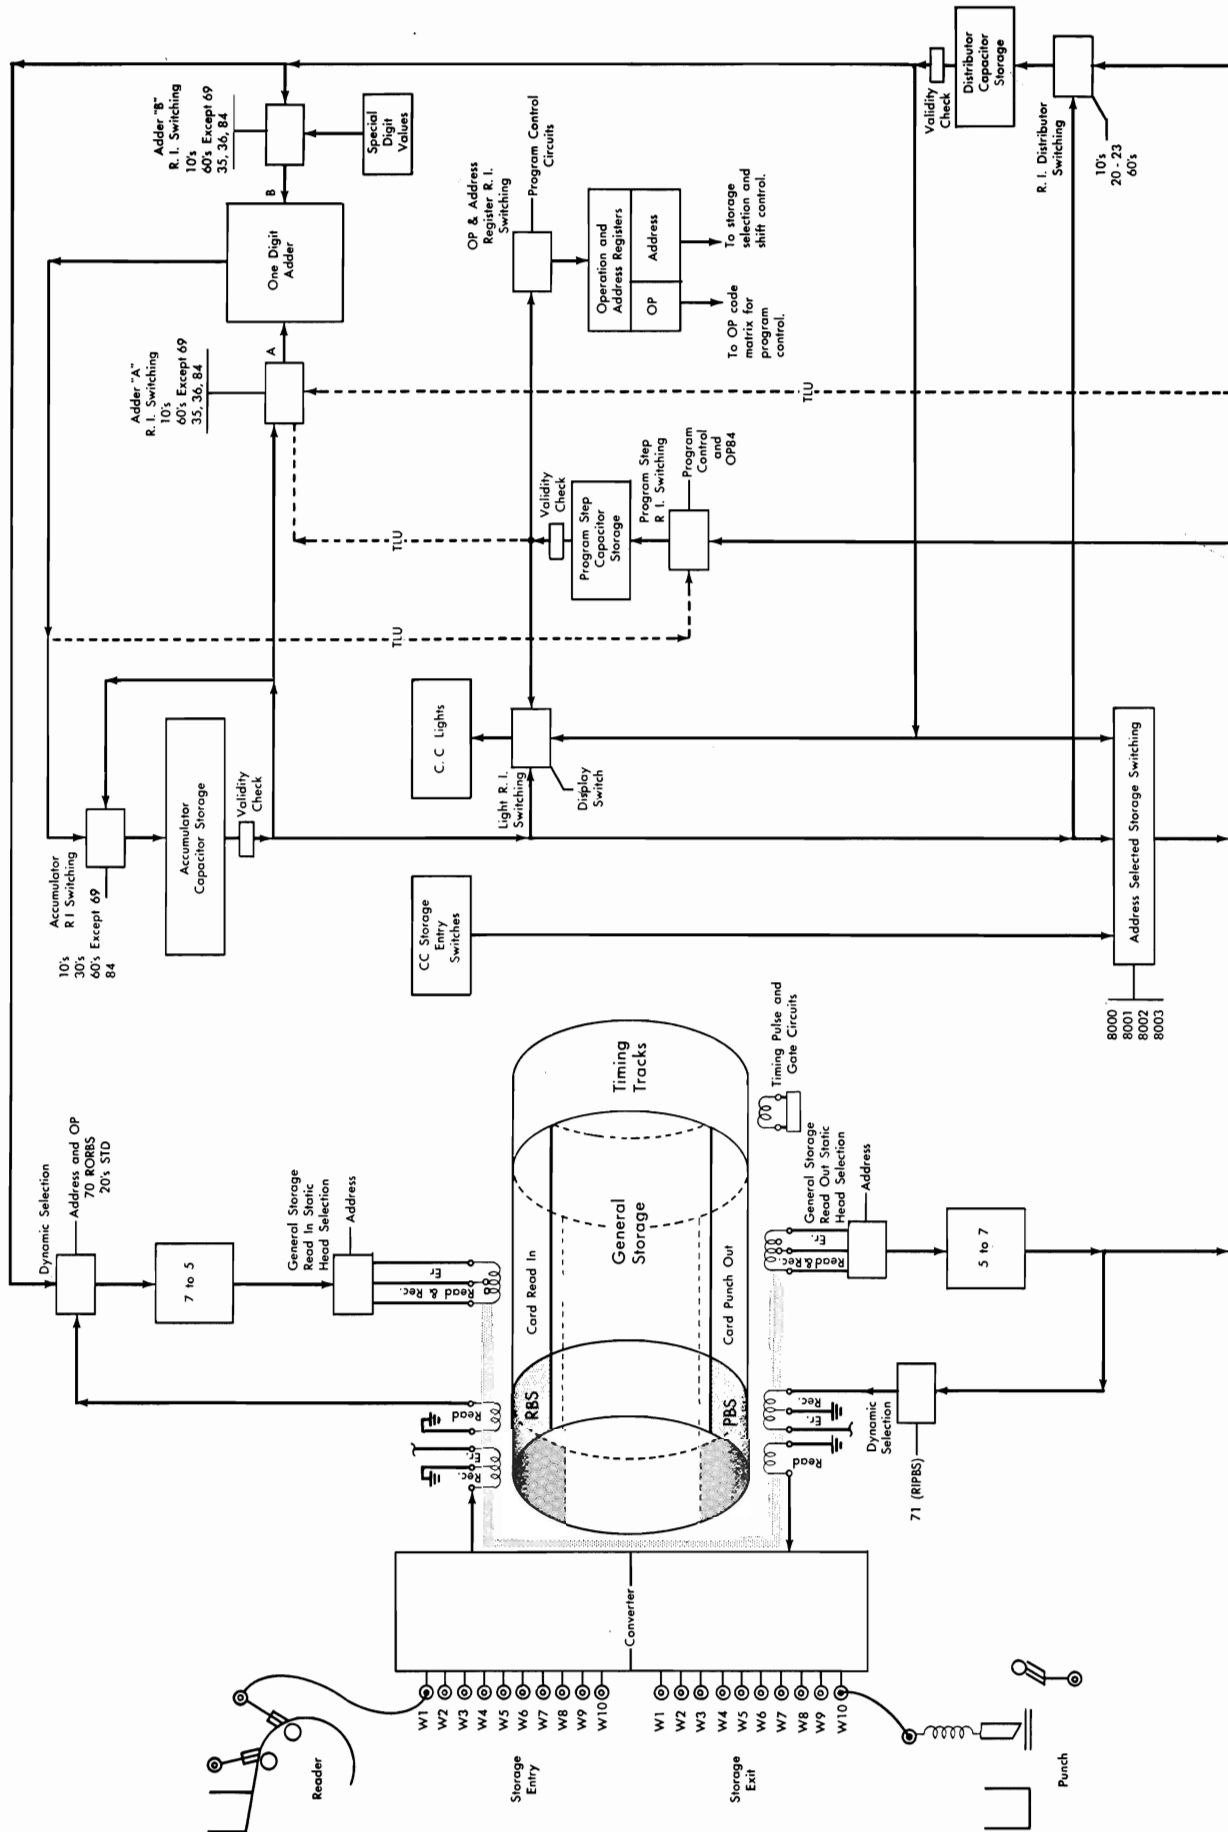 Reader
Punch
Storage
Entry
Storage
Exit
W1
W2
W3
W4
W5
W6
W7
W8
W9
W10
W1
W2
W3
W4
W5
W6
W7
W8
W9
W10
Converter
Rec.
Er.
Read
Read
Er.
Rec.
RBS
PBS
Card Read In
General
Storage
Card Punch Out
Timing
Tracks
Timing Pulse and
Gate Circuits
Dynamic Selection
Address and OP
70 RORBS
20's STD
7 to 5
General Storage
Read In Static
Head Selection
Address
Read & Rec.
Er
Read & Rec.
Er.
General Storage
Read Out Static
Head Selection
Address
5 to 7
Dynamic
Selection
71 (RIPBS)
Accumulator
R I Switching
10's
30's
60's Except 69
84
Accumulator
Capacitor Storage
Validity
Check
CC Storage
Entry
Switches
C. C Lights
Light R. I.
Switching
Display
Switch
Address Selected Storage Switching
8000
8001
8002
8003
TLU
TLU
TLU
Validity
Check
Program Step
Capacitor
Storage
Program Step
R I. Switching
Program
Control
and
OP84
Adder "A"
R. I. Switching
10's
60's Except 69
35, 36, 84
A
One Digit
Adder
B
Adder "B"
R. I. Switching
10's
60's Except 69
35, 36, 84
Special
Digit
Values
OP & Address
Register R. I.
Switching
Program Control
Circuits
Operation and
Address Registers
OP
Address
To OP code
matrix for
program
control.
To storage
selection and
shift control.
Validity
Check
Distributor
Capacitor
Storage
R. I. Distributor
Switching
10's
20 - 23
60's